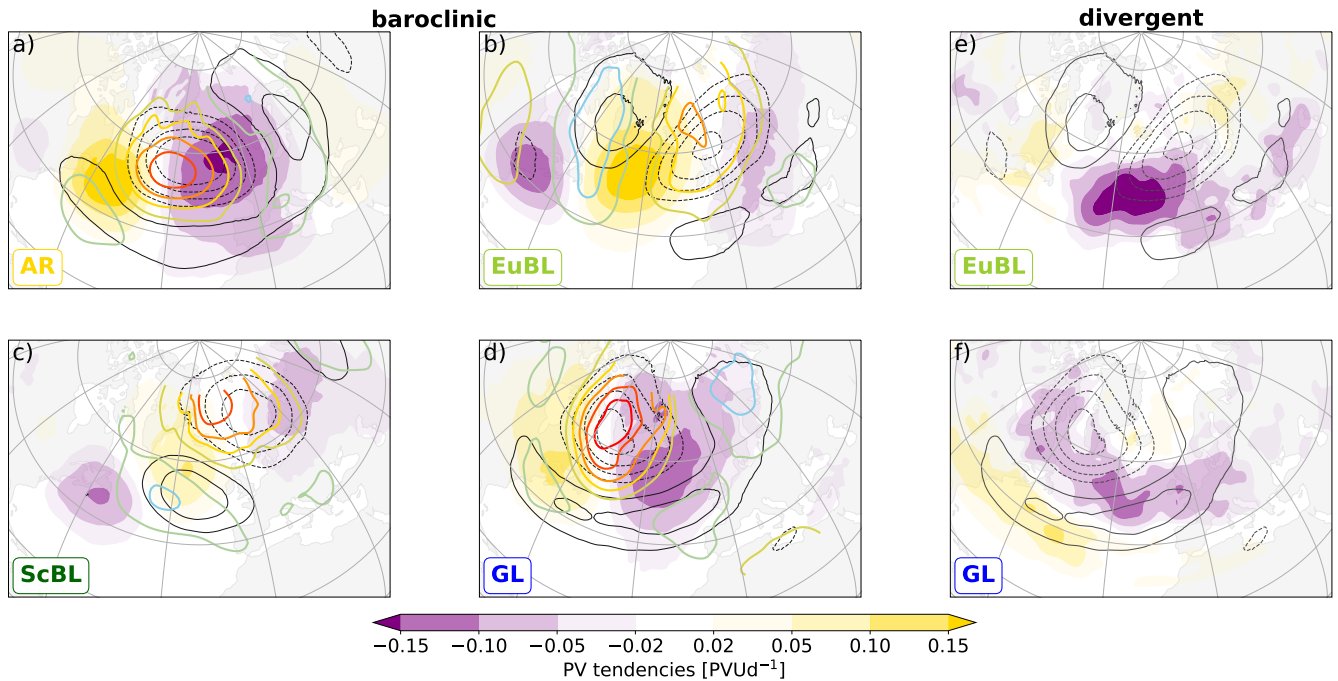 baroclinic
divergent
a)
b)
e)
AR
EuBL
EuBL
c)
d)
f)
ScBL
GL
GL
−0.15 −0.10 −0.05 −0.02 0.02 0.05 0.10 0.15
PV tendencies [PVUd⁻¹]